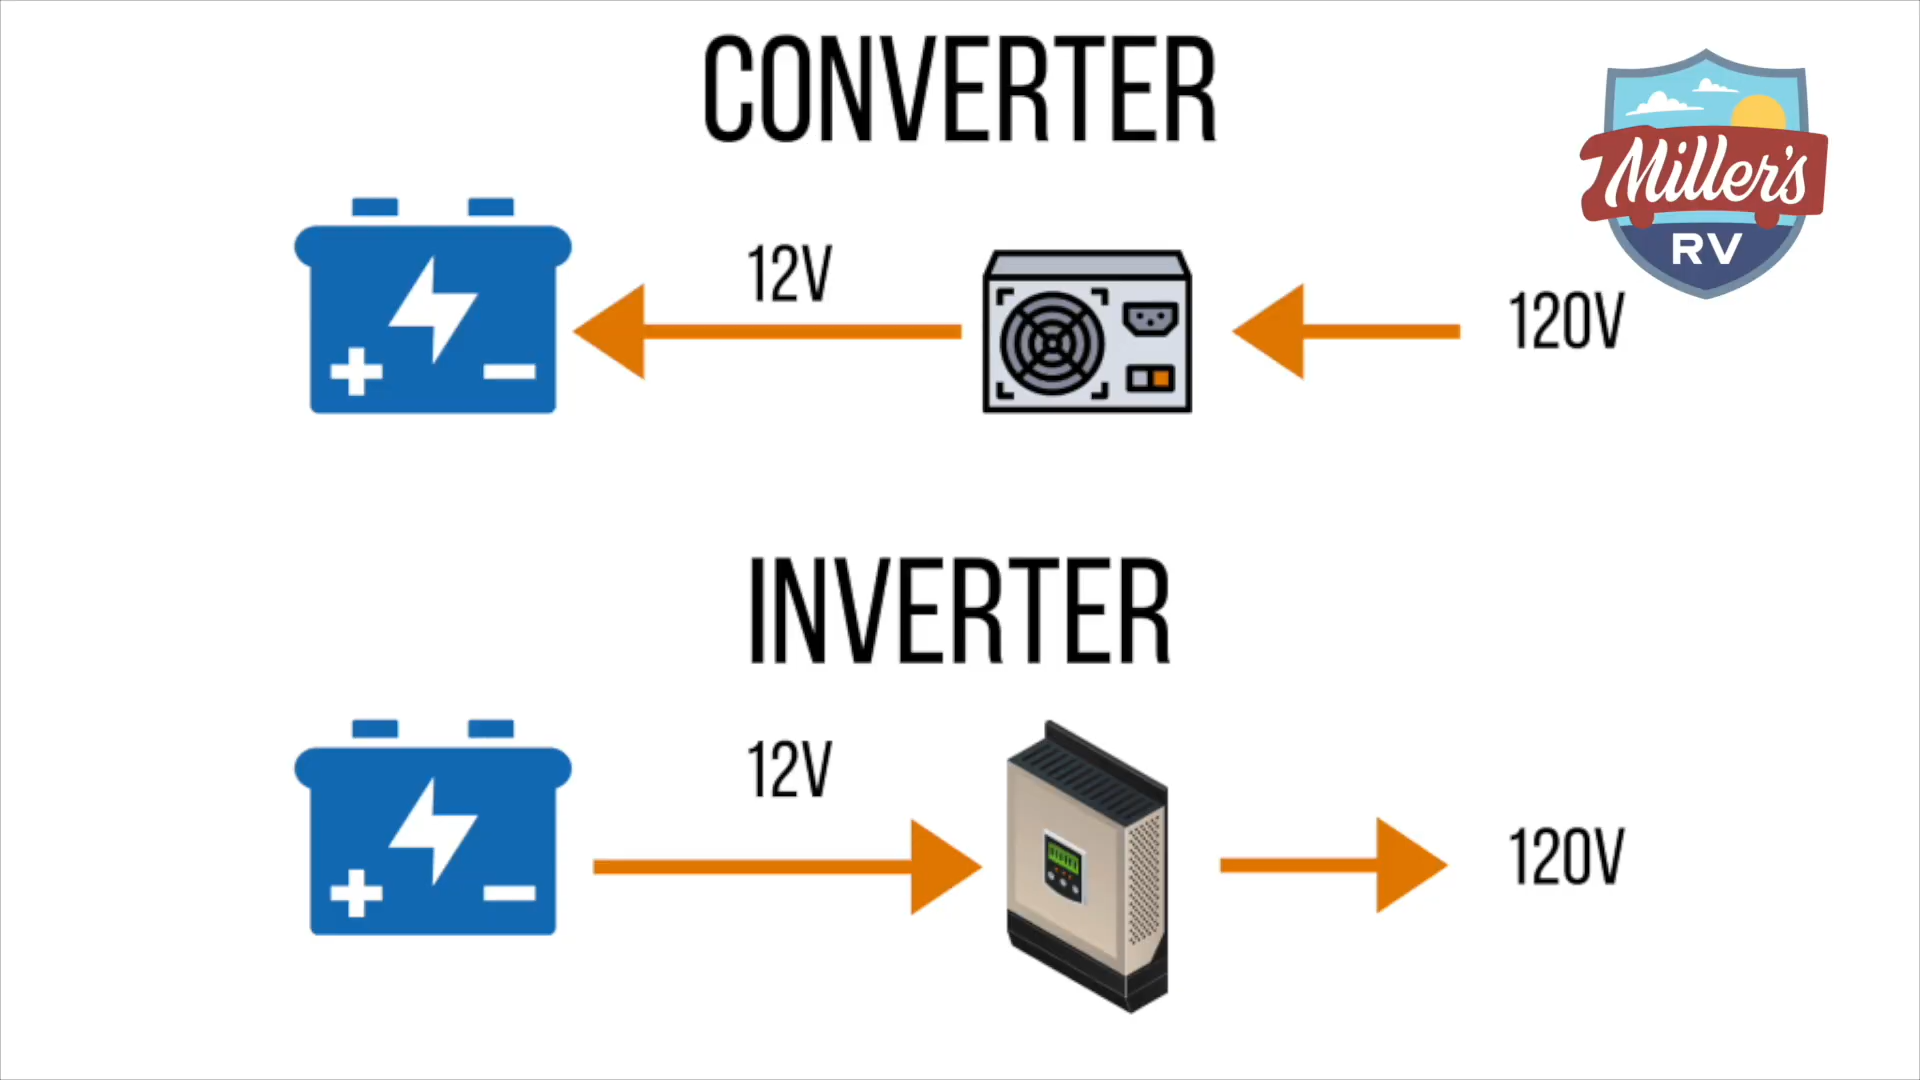 CONVERTER
Miller's
RV
12V
120V
INVERTER
12V
120V